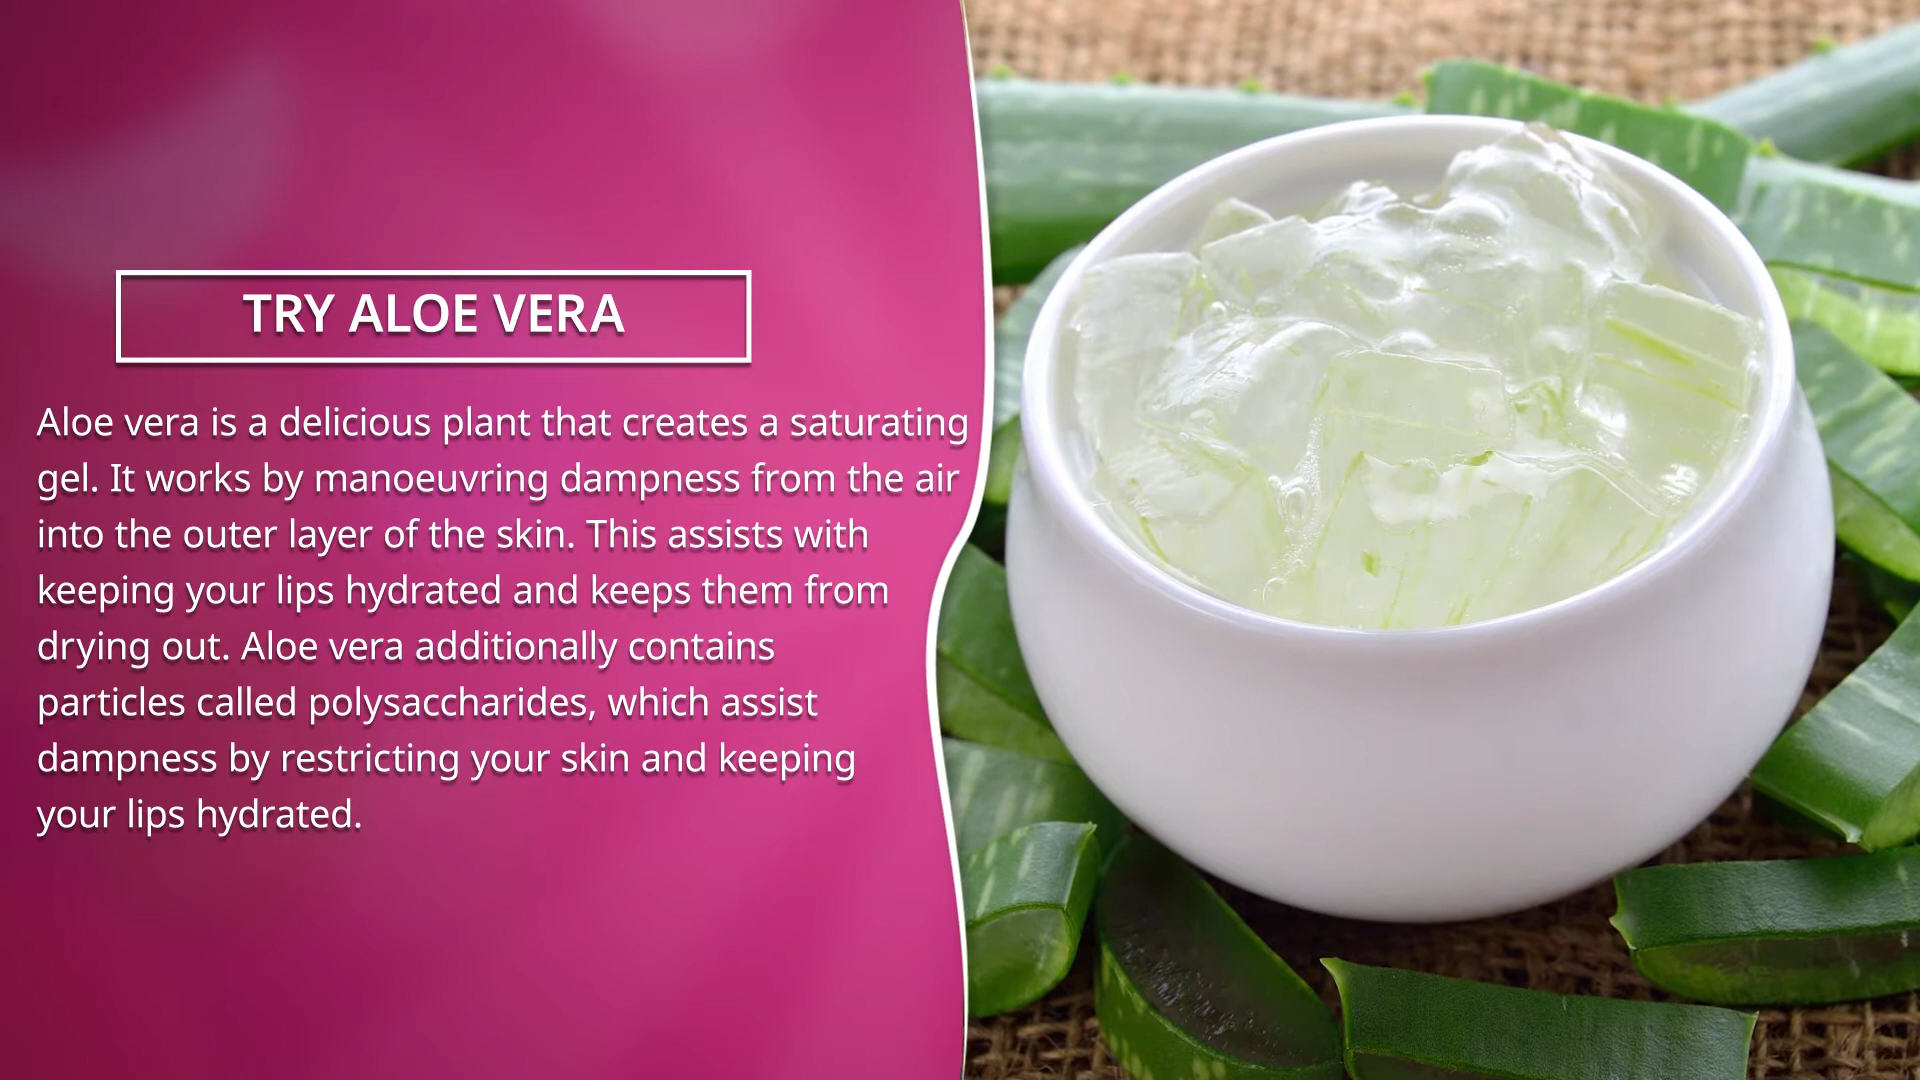 TRY ALOE VERA
Aloe vera is a delicious plant that creates a saturating
gel. It works by manoeuvring dampness from the air
into the outer layer of the skin. This assists with
keeping your lips hydrated and keeps them from
drying out. Aloe vera additionally contains
particles called polysaccharides, which assist
dampness by restricting your skin and keeping
your lips hydrated.